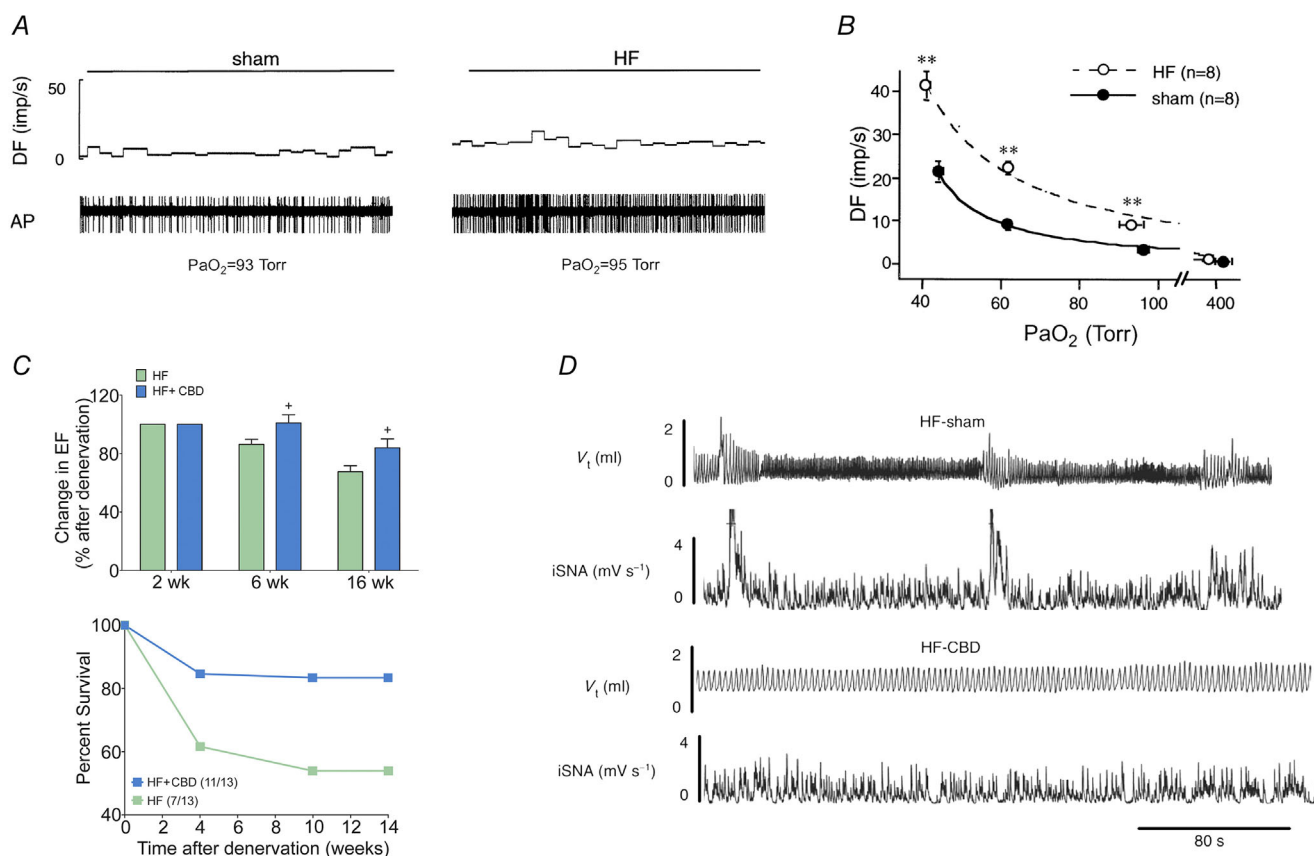 A
sham
HF
50
DF (imp/s)
0
AP
PaO2=93 Torr
PaO2=95 Torr
B
**
HF (n=8)
sham (n=8)
40
**
30
DF (imp/s)
20
**
10
0
40
60
80
100
400
PaO2 (Torr)
C
HF
HF+ CBD
120
+
+
80
Change in EF
(% after denervation)
40
0
2 wk
6 wk
16 wk
100
80
Percent Survival
60
HF+CBD (11/13)
HF (7/13)
40
0
2
4
6
8
10
12
14
Time after denervation (weeks)
D
HF-sham
2
Vt (ml)
0
4
iSNA (mV s−1)
0
HF-CBD
2
Vt (ml)
0
4
iSNA (mV s−1)
0
80 s